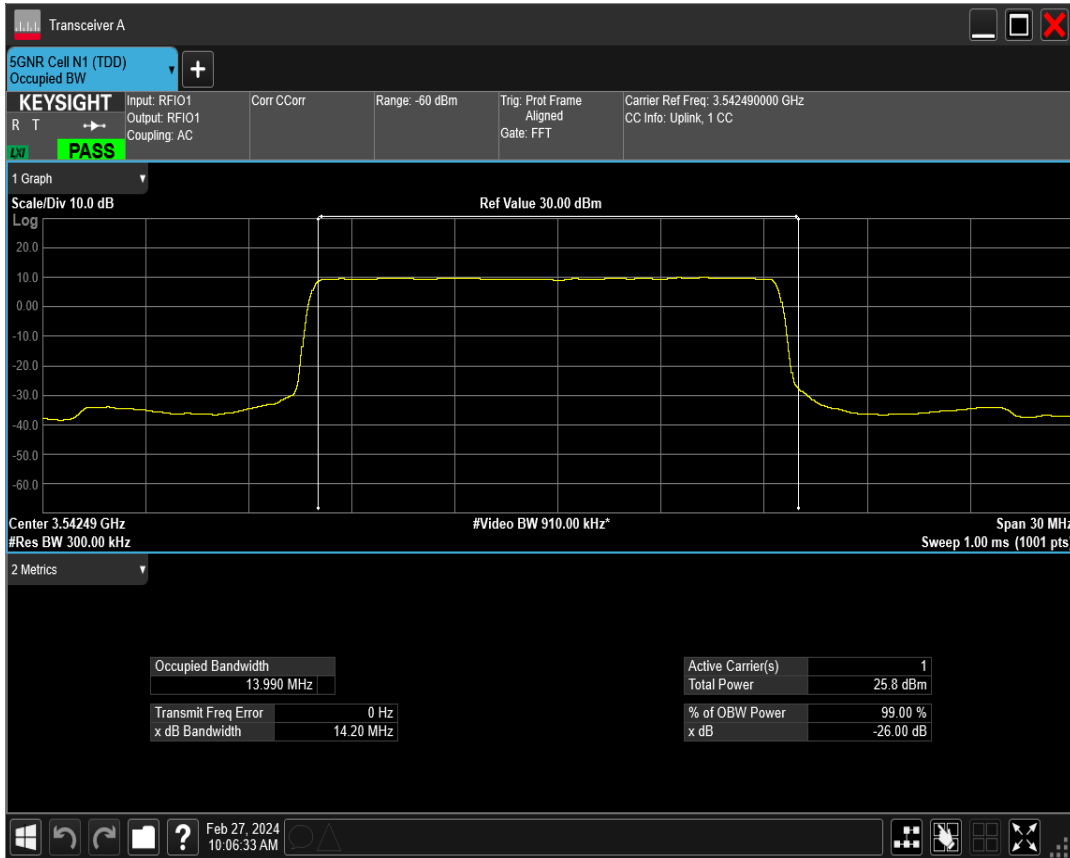 Transceiver A
5GNR Cell N1 (TDD)
Occupied BW
+
KEYSIGHT
R T
LXI
PASS
Input: RFIO1
Output: RFIO1
Coupling: AC
Corr CCorr
Range: -60 dBm
Trig: Prot Frame
Aligned
Gate: FFT
Carrier Ref Freq: 3.542490000 GHz
CC Info: Uplink, 1 CC
1 Graph
Scale/Div 10.0 dB
Ref Value 30.00 dBm
Log
20.0
10.0
0.00
-10.0
-20.0
-30.0
-40.0
-50.0
-60.0
Center 3.54249 GHz
#Video BW 910.00 kHz*
Span 30 MHz
#Res BW 300.00 kHz
Sweep 1.00 ms (1001 pts)
2 Metrics
Occupied Bandwidth
13.990 MHz
Transmit Freq Error 0 Hz
x dB Bandwidth 14.20 MHz
Active Carrier(s) 1
Total Power 25.8 dBm
% of OBW Power 99.00 %
x dB -26.00 dB
?
Feb 27, 2024
10:06:33 AM